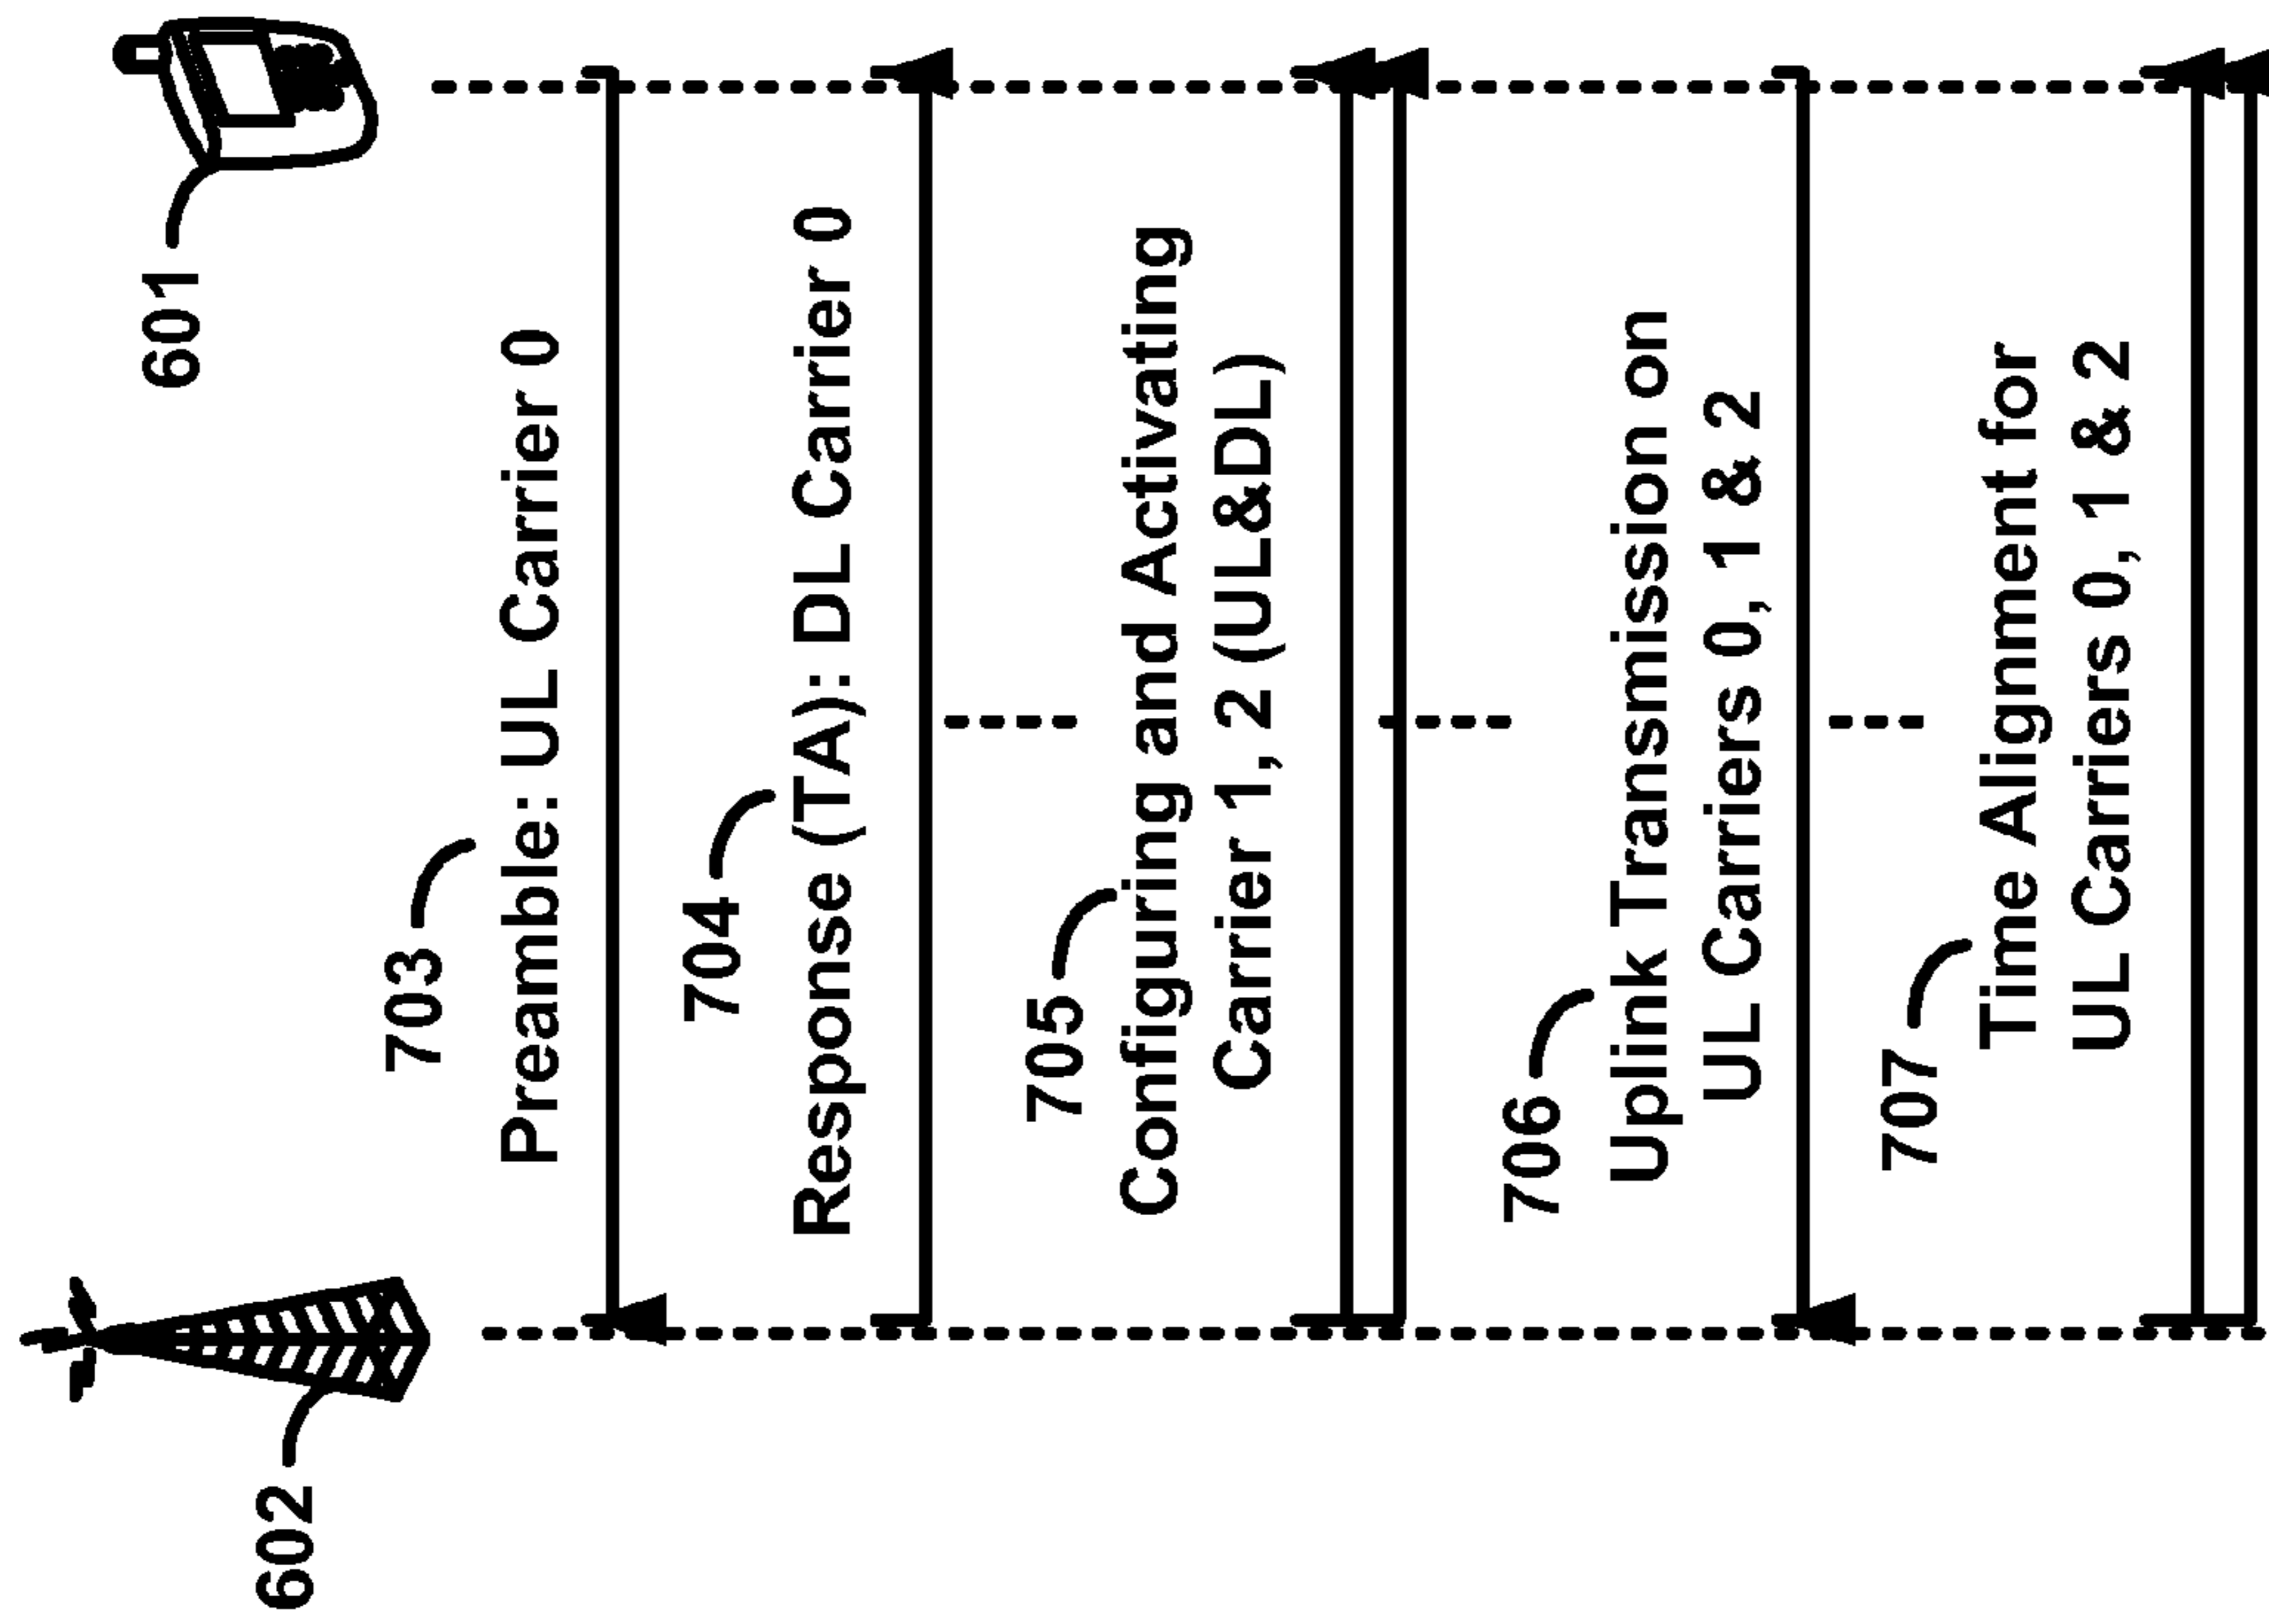 602
601
703
Preamble: UL Carrier 0
704
Response (TA): DL Carrier 0
705
Configuring and Activating
Carrier 1, 2 (UL&DL)
706
Uplink Transmission on
UL Carriers 0, 1 & 2
707
Time Alignment for
UL Carriers 0, 1 & 2